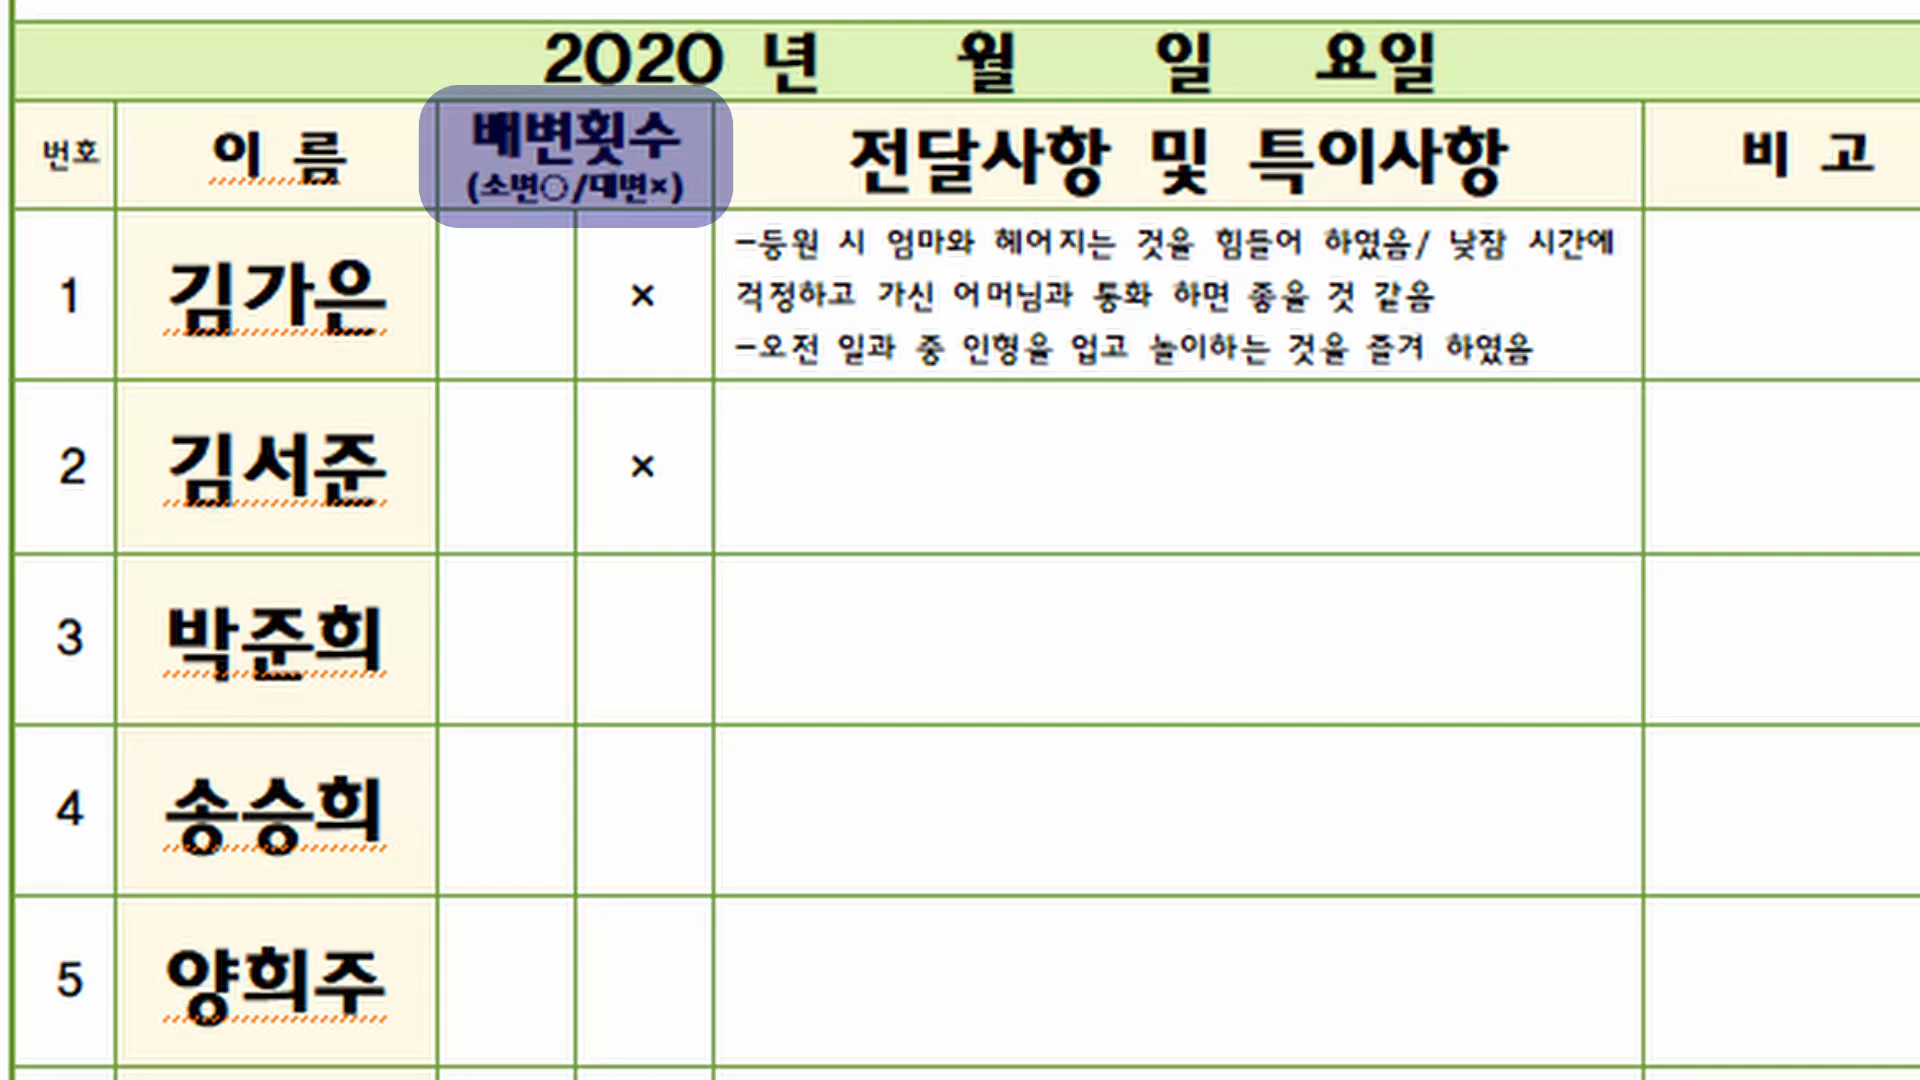 2020 년 월 일 요일
번호 이 름 배변횟수 전달사항 및 특이사항 비 고
(소변○/대변×)
1 김가은 × -등원 시 엄마와 헤어지는 것을 힘들어 하였음/ 낮잠 시간에
걱정하고 가신 어머님과 통화 하면 좋을 것 같음
-오전 일과 중 인형을 업고 놀이하는 것을 즐겨 하였음
2 김서준 ×
3 박준희
4 송승희
5 양희주